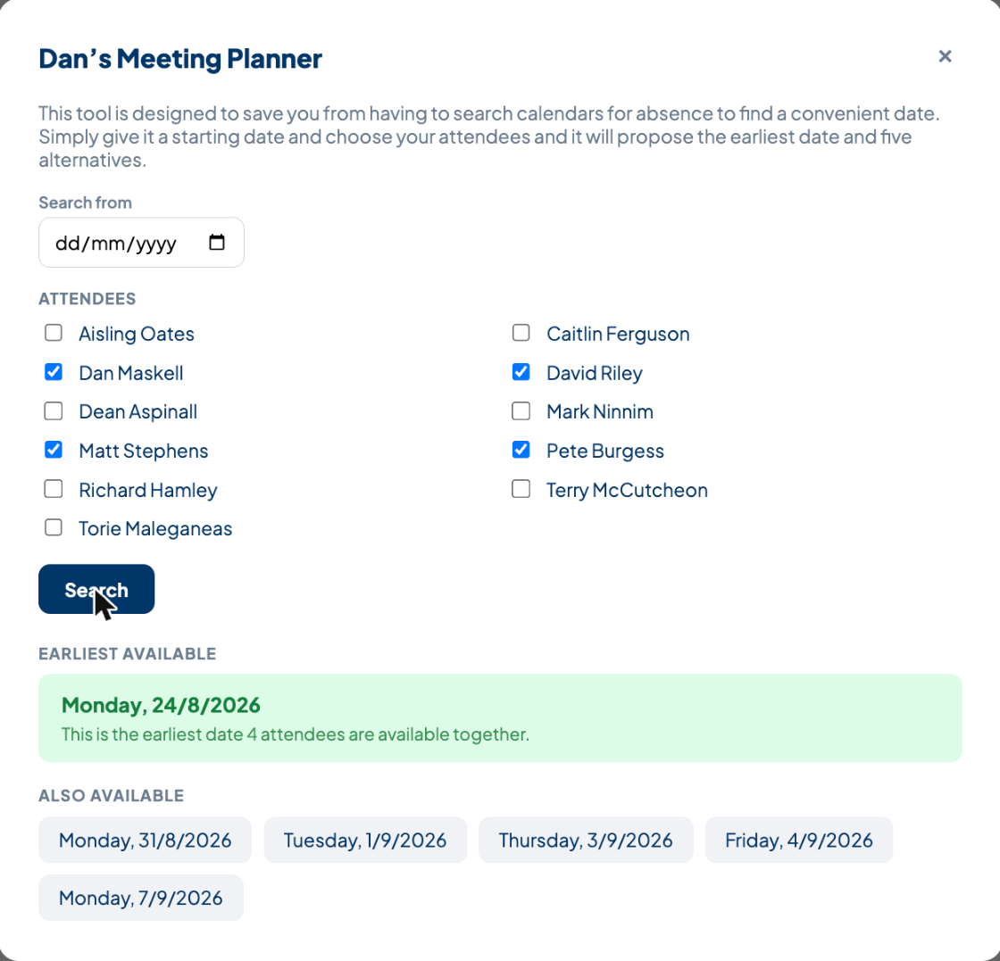 Dan’s Meeting Planner
×
This tool is designed to save you from having to search calendars for absence to find a convenient date.
Simply give it a starting date and choose your attendees and it will propose the earliest date and five
alternatives.
Search from
dd/mm/yyyy
ATTENDEES
Aisling Oates
Caitlin Ferguson
Dan Maskell
David Riley
Dean Aspinall
Mark Ninnim
Matt Stephens
Pete Burgess
Richard Hamley
Terry McCutcheon
Torie Maleganeas
Search
EARLIEST AVAILABLE
Monday, 24/8/2026
This is the earliest date 4 attendees are available together.
ALSO AVAILABLE
Monday, 31/8/2026
Tuesday, 1/9/2026
Thursday, 3/9/2026
Friday, 4/9/2026
Monday, 7/9/2026